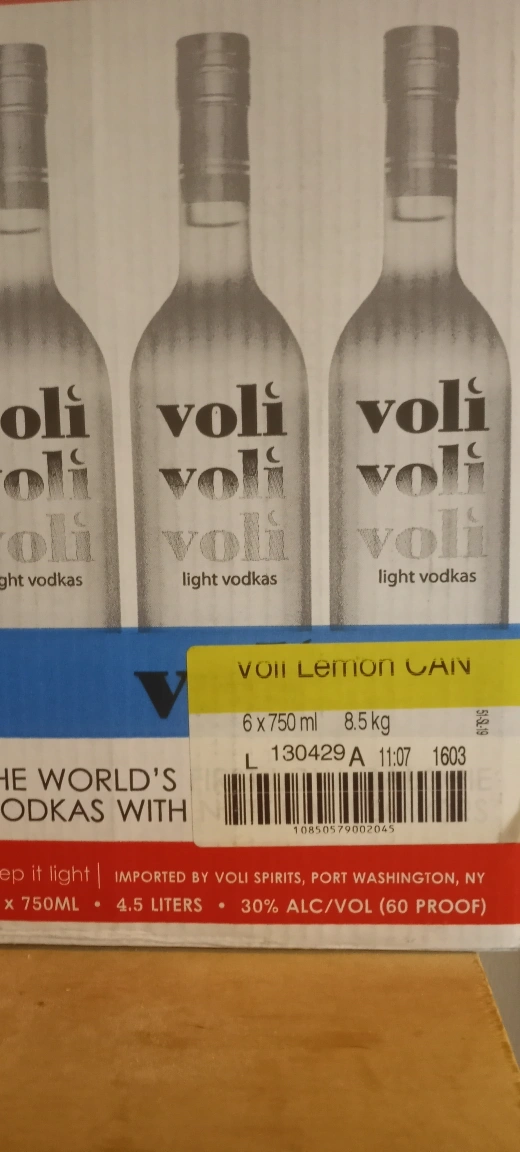 oli voli voli
voli voli voli
voli voli voli
ght vodkas light vodkas light vodkas
v
Voli Lemon CAN
6 x 750 ml 8.5 kg
L 130429 A 11:07 1603
10850579002045
HE WORLD'S
ODKAS WITH
ep it light | IMPORTED BY VOLI SPIRITS, PORT WASHINGTON, NY
x 750ML • 4.5 LITERS • 30% ALC/VOL (60 PROOF)